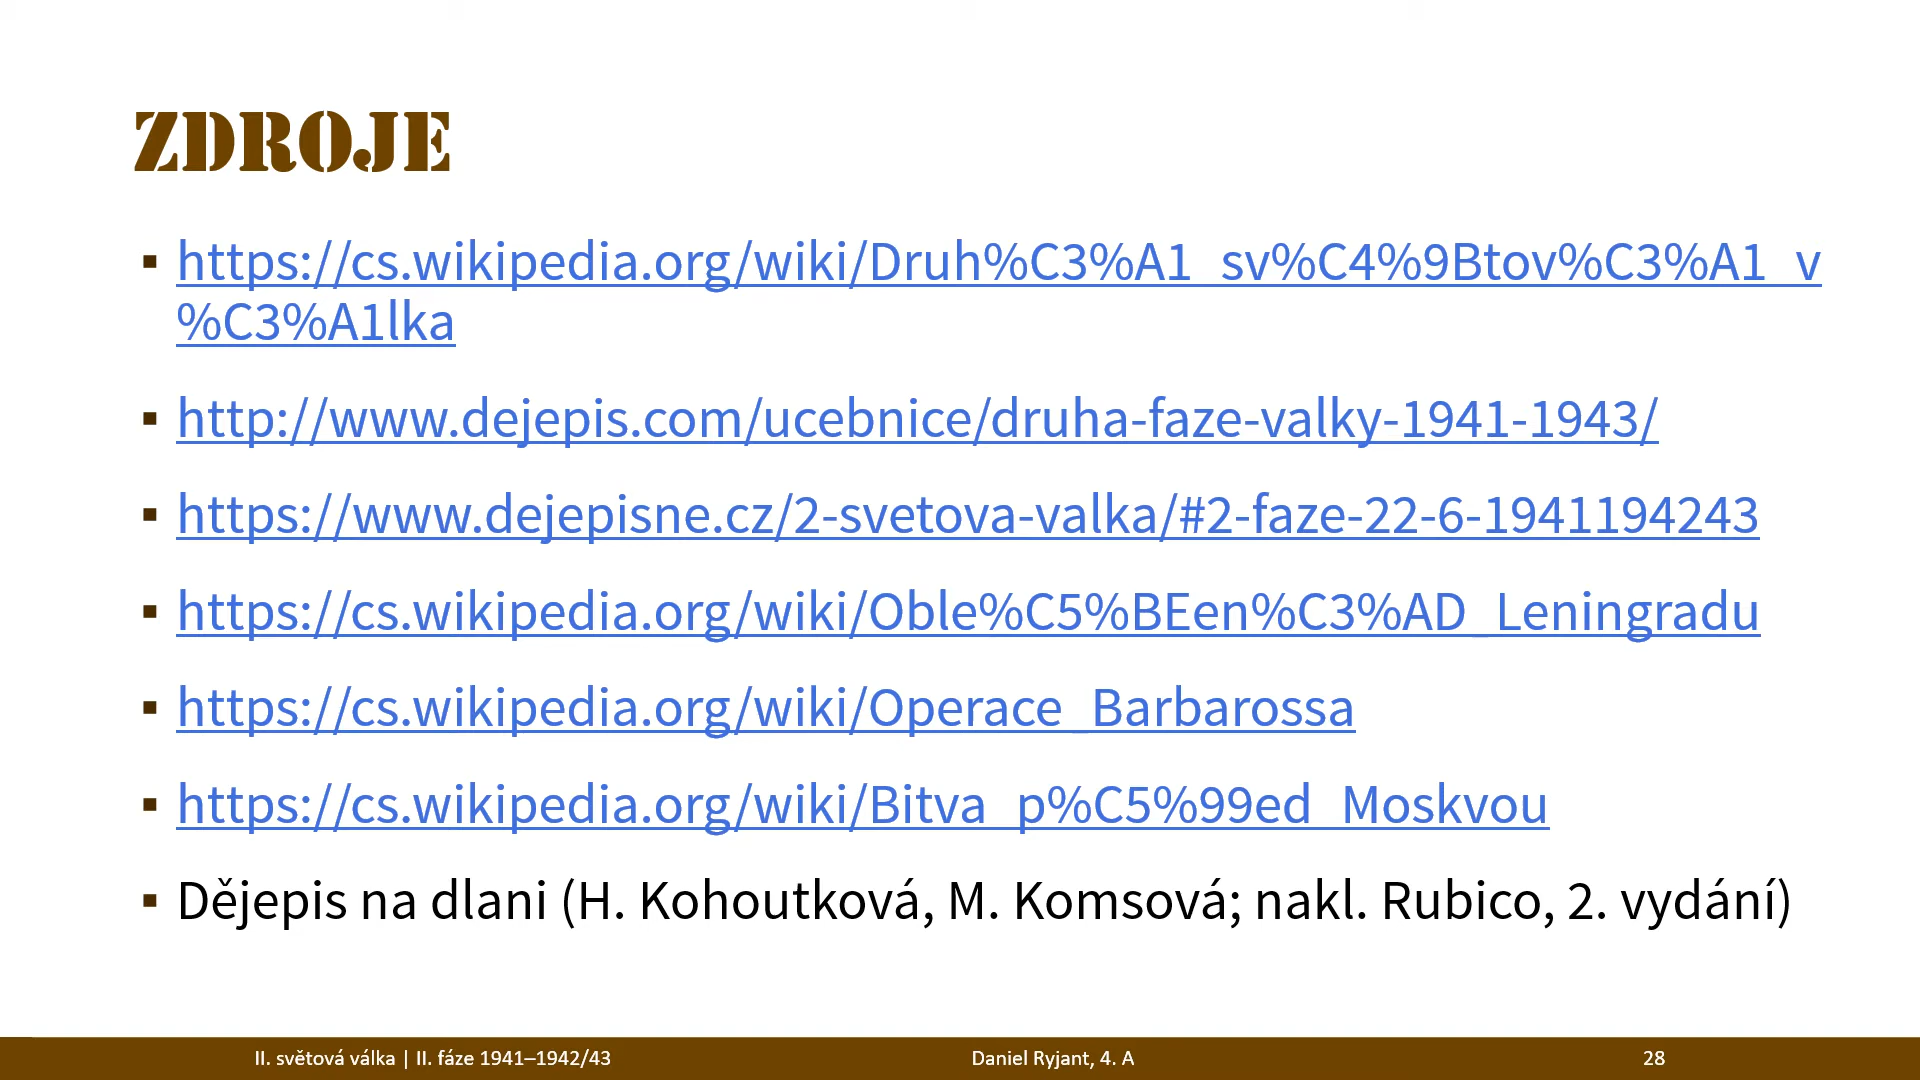 ZDROJE
▪ https://cs.wikipedia.org/wiki/Druh%C3%A1_sv%C4%9Btov%C3%A1_v
%C3%A1lka
▪ http://www.dejepis.com/ucebnice/druha-faze-valky-1941-1943/
▪ https://www.dejepisne.cz/2-svetova-valka/#2-faze-22-6-1941194243
▪ https://cs.wikipedia.org/wiki/Oble%C5%BEen%C3%AD_Leningradu
▪ https://cs.wikipedia.org/wiki/Operace_Barbarossa
▪ https://cs.wikipedia.org/wiki/Bitva_p%C5%99ed_Moskvou
▪ Dějepis na dlani (H. Kohoutková, M. Komsová; nakl. Rubico, 2. vydání)
II. světová válka | II. fáze 1941–1942/43 Daniel Ryjant, 4. A 28